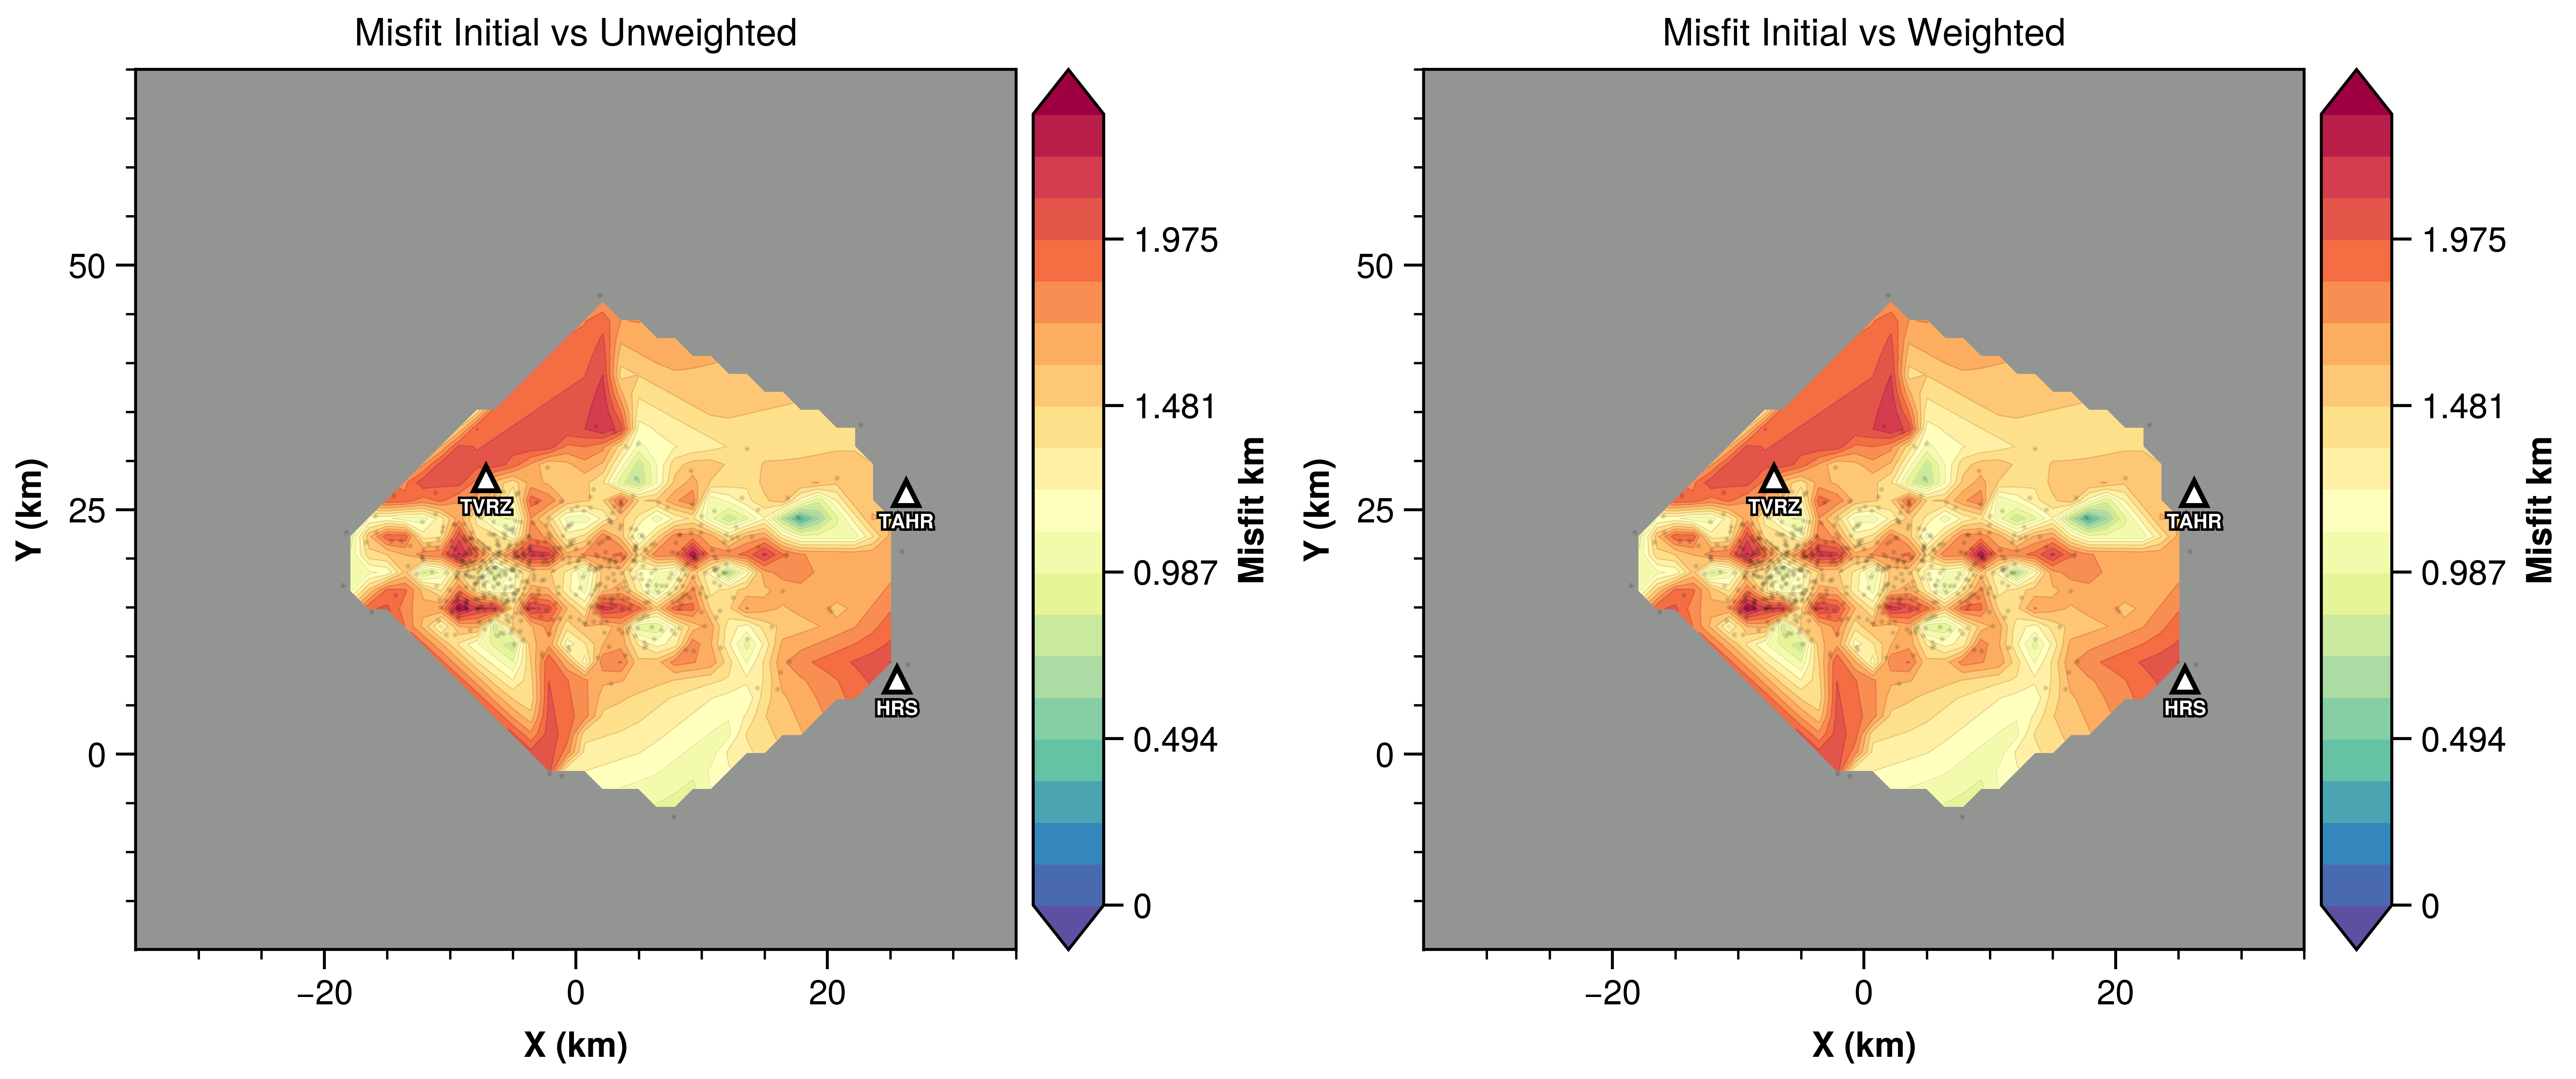 Misfit Initial vs Unweighted
50
25
0
Y (km)
TVRZ
TAHR
HRS
−20
0
20
X (km)
1.975
1.481
0.987
0.494
0
Misfit km
Misfit Initial vs Weighted
50
25
0
Y (km)
TVRZ
TAHR
HRS
−20
0
20
X (km)
1.975
1.481
0.987
0.494
0
Misfit km